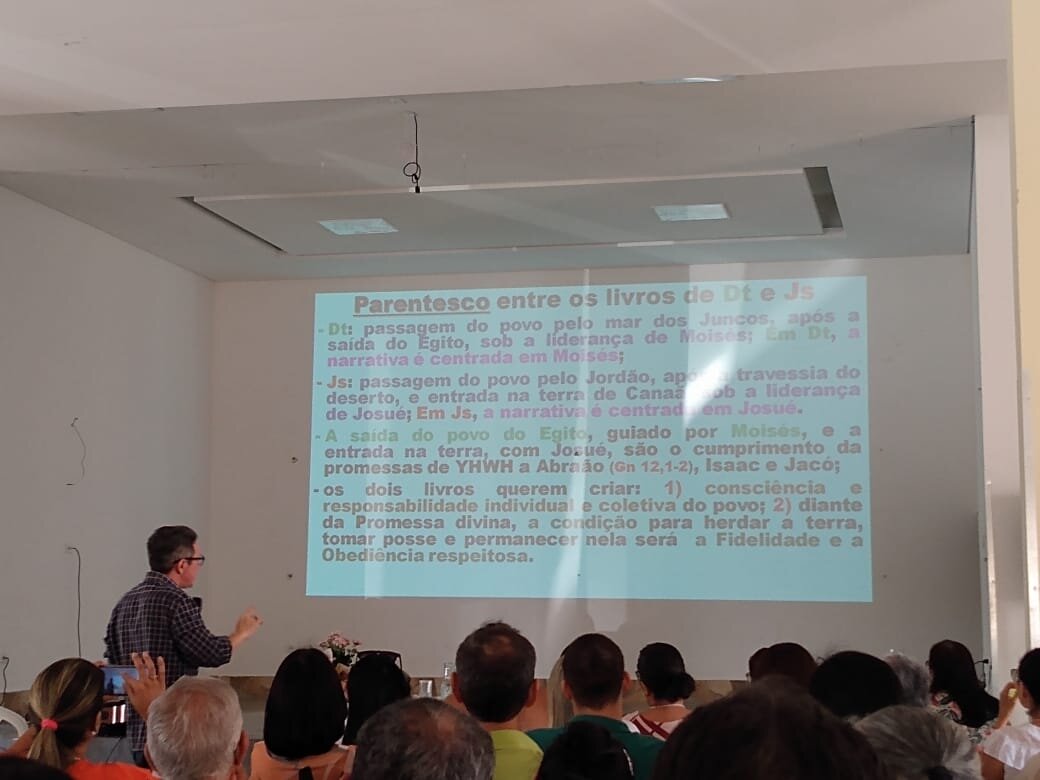 Parentesco entre os livros de Dt e Js
- Dt: passagem do povo pelo mar dos Juncos, após a
saída do Egito, sob a liderança de Moisés; Em Dt, a
narrativa é centrada em Moisés;
- Js: passagem do povo pelo Jordão, após a travessia do
deserto, e entrada na terra de Canaã, sob a liderança
de Josué; Em Js, a narrativa é centrada em Josué.
- A saída do povo do Egito, guiado por Moisés, e a
entrada na terra, com Josué, são o cumprimento da
promessas de YHWH a Abraão (Gn 12,1-2), Isaac e Jacó;
- os dois livros querem criar: 1) consciência e
responsabilidade individual e coletiva do povo; 2) diante
da Promessa divina, a condição para herdar a terra,
tomar posse e permanecer nela será a Fidelidade e a
Obediência respeitosa.